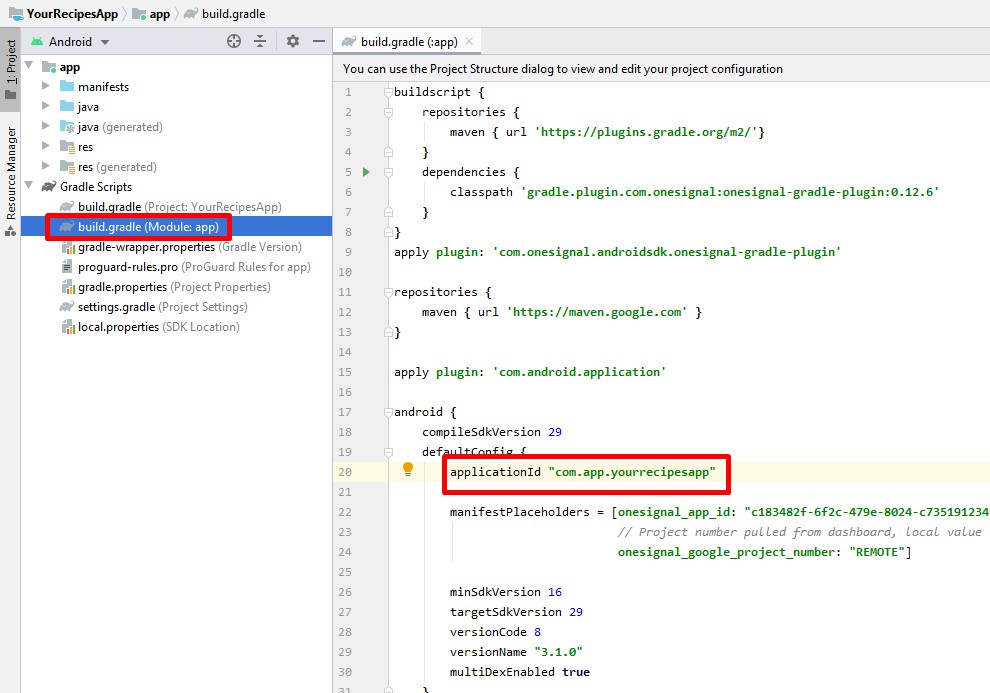 YourRecipesApp app build.gradle
1: Project
Resource Manager
Android
app
manifests
java
java (generated)
res
res (generated)
Gradle Scripts
build.gradle (Project: YourRecipesApp)
build.gradle (Module: app)
gradle-wrapper.properties (Gradle Version)
proguard-rules.pro (ProGuard Rules for app)
gradle.properties (Project Properties)
settings.gradle (Project Settings)
local.properties (SDK Location)
build.gradle (:app)
You can use the Project Structure dialog to view and edit your project configuration
1 buildscript {
2 repositories {
3 maven { url 'https://plugins.gradle.org/m2/'}
4 }
5 dependencies {
6 classpath 'gradle.plugin.com.onesignal:onesignal-gradle-plugin:0.12.6'
7 }
8 }
9 apply plugin: 'com.onesignal.androidsdk.onesignal-gradle-plugin'
10
11 repositories {
12 maven { url 'https://maven.google.com' }
13 }
14
15 apply plugin: 'com.android.application'
16
17 android {
18 compileSdkVersion 29
19 defaultConfig {
20 applicationId "com.app.yourrecipesapp"
21
22 manifestPlaceholders = [onesignal_app_id: "c183482f-6f2c-479e-8024-c735191234
23 // Project number pulled from dashboard, local value
24 onesignal_google_project_number: "REMOTE"]
25
26 minSdkVersion 16
27 targetSdkVersion 29
28 versionCode 8
29 versionName "3.1.0"
30 multiDexEnabled true
31 }